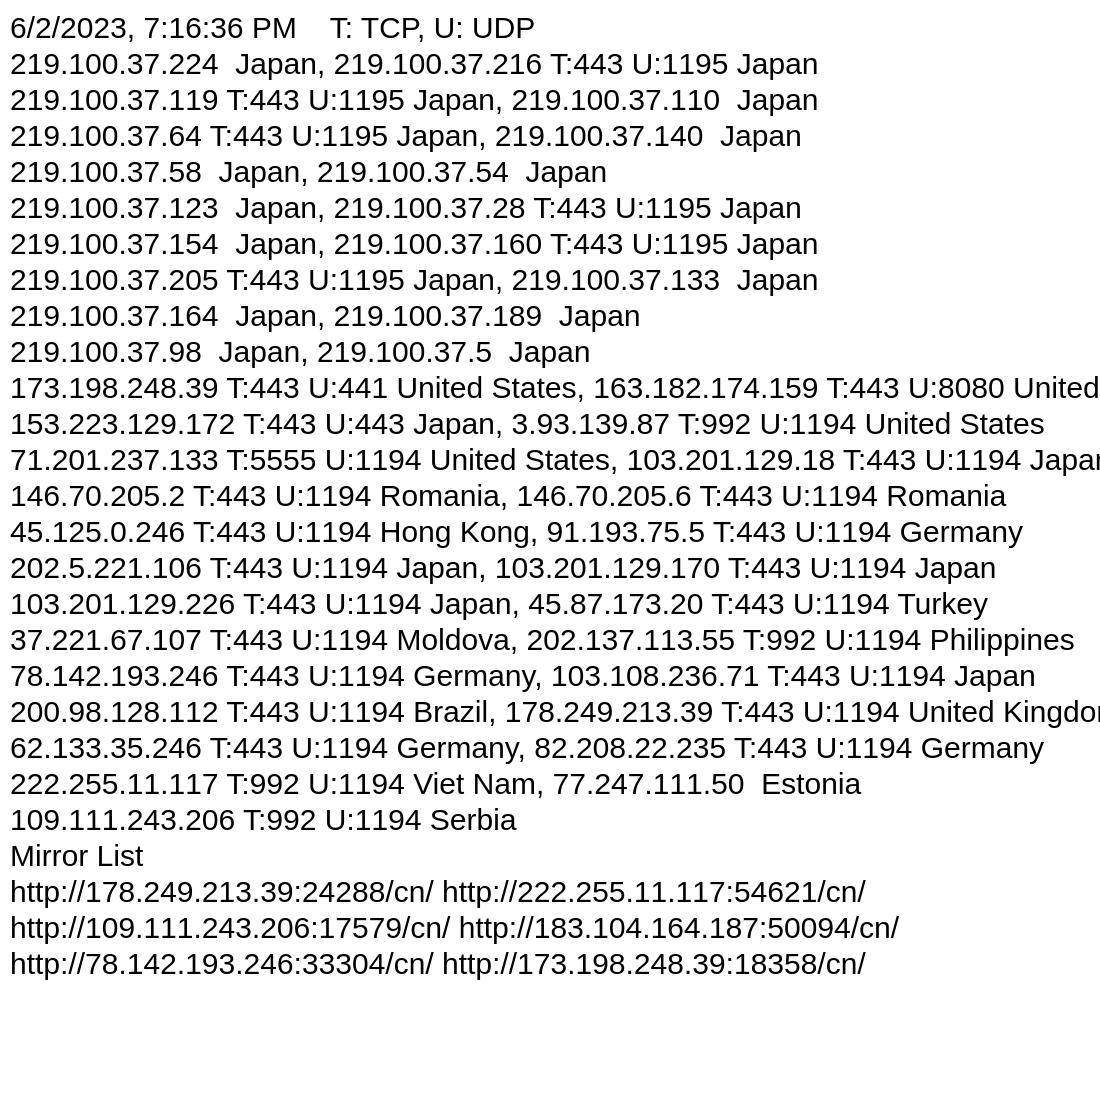 6/2/2023, 7:16:36 PM    T: TCP, U: UDP
219.100.37.224  Japan, 219.100.37.216 T:443 U:1195 Japan
219.100.37.119 T:443 U:1195 Japan, 219.100.37.110  Japan
219.100.37.64 T:443 U:1195 Japan, 219.100.37.140  Japan
219.100.37.58  Japan, 219.100.37.54  Japan
219.100.37.123  Japan, 219.100.37.28 T:443 U:1195 Japan
219.100.37.154  Japan, 219.100.37.160 T:443 U:1195 Japan
219.100.37.205 T:443 U:1195 Japan, 219.100.37.133  Japan
219.100.37.164  Japan, 219.100.37.189  Japan
219.100.37.98  Japan, 219.100.37.5  Japan
173.198.248.39 T:443 U:441 United States, 163.182.174.159 T:443 U:8080 United
153.223.129.172 T:443 U:443 Japan, 3.93.139.87 T:992 U:1194 United States
71.201.237.133 T:5555 U:1194 United States, 103.201.129.18 T:443 U:1194 Japan
146.70.205.2 T:443 U:1194 Romania, 146.70.205.6 T:443 U:1194 Romania
45.125.0.246 T:443 U:1194 Hong Kong, 91.193.75.5 T:443 U:1194 Germany
202.5.221.106 T:443 U:1194 Japan, 103.201.129.170 T:443 U:1194 Japan
103.201.129.226 T:443 U:1194 Japan, 45.87.173.20 T:443 U:1194 Turkey
37.221.67.107 T:443 U:1194 Moldova, 202.137.113.55 T:992 U:1194 Philippines
78.142.193.246 T:443 U:1194 Germany, 103.108.236.71 T:443 U:1194 Japan
200.98.128.112 T:443 U:1194 Brazil, 178.249.213.39 T:443 U:1194 United Kingdom
62.133.35.246 T:443 U:1194 Germany, 82.208.22.235 T:443 U:1194 Germany
222.255.11.117 T:992 U:1194 Viet Nam, 77.247.111.50  Estonia
109.111.243.206 T:992 U:1194 Serbia
Mirror List
http://178.249.213.39:24288/cn/ http://222.255.11.117:54621/cn/
http://109.111.243.206:17579/cn/ http://183.104.164.187:50094/cn/
http://78.142.193.246:33304/cn/ http://173.198.248.39:18358/cn/